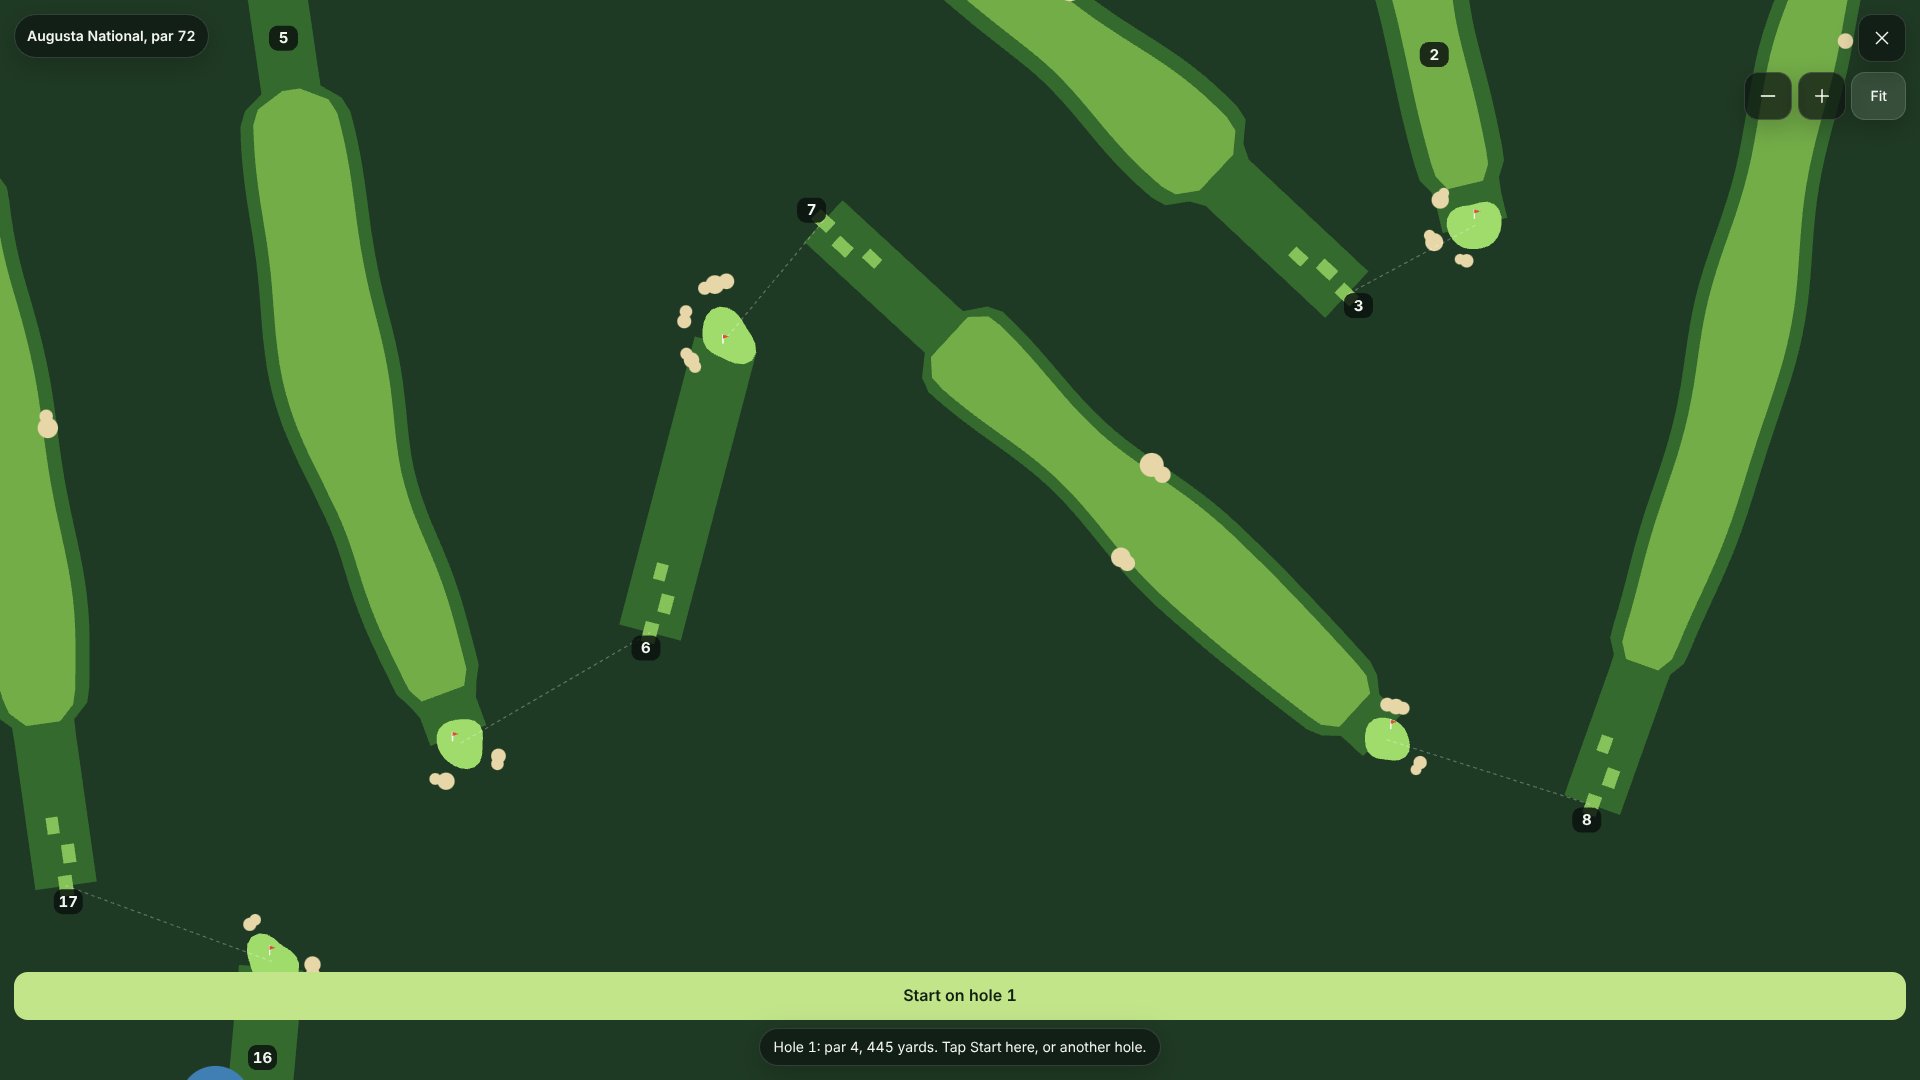 Augusta National, par 72
5
2
Fit
7
3
6
8
17
Start on hole 1
Hole 1: par 4, 445 yards. Tap Start here, or another hole.
16